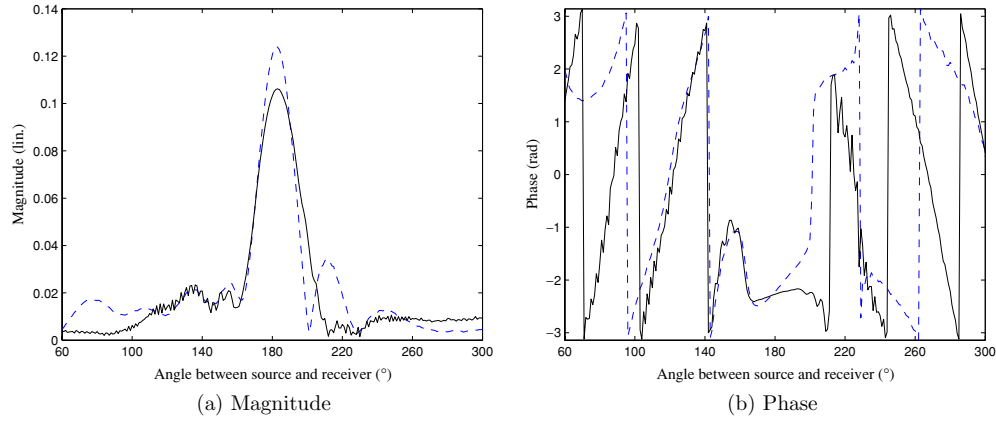 0.14
0.12
0.1
0.08
0.06
0.04
0.02
0
Magnitude (lin.)
60 100 140 180 220 260 300
Angle between source and receiver (°)
(a) Magnitude
3
2
1
0
−1
−2
−3
Phase (rad)
60 100 140 180 220 260 300
Angle between source and receiver (°)
(b) Phase